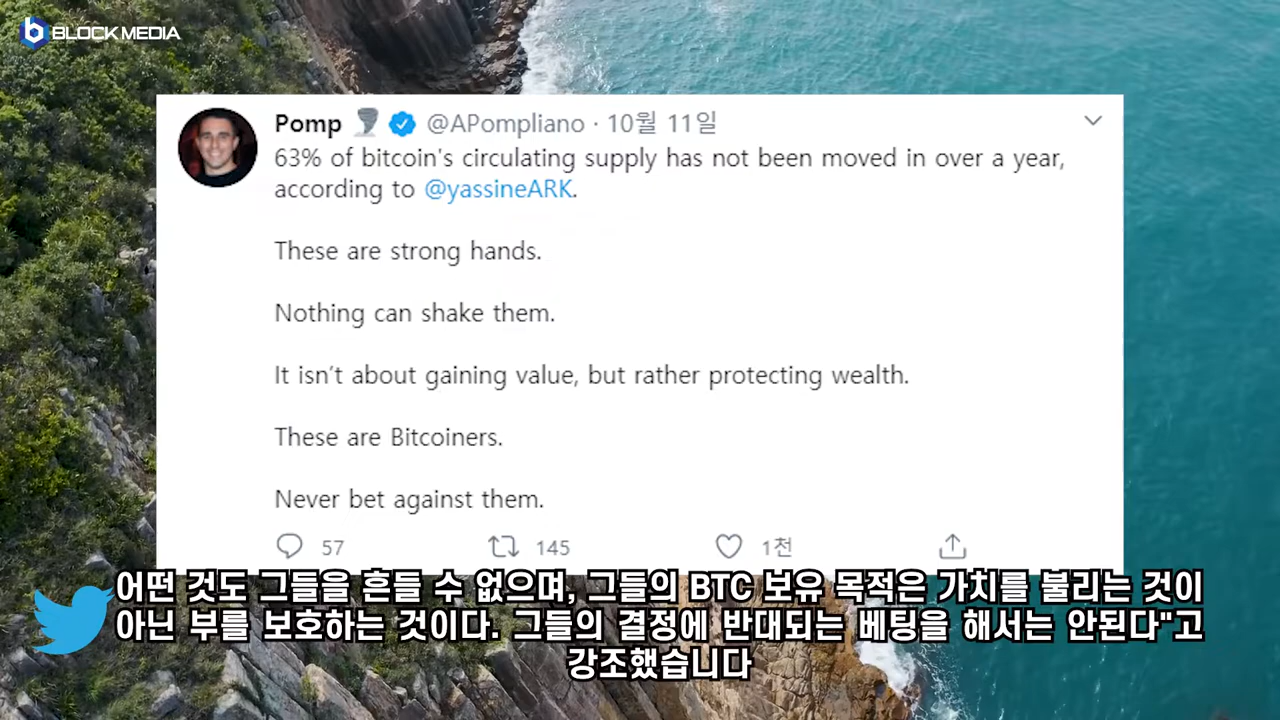 BLOCKMEDIA
Pomp @APompliano · 10월 11일
63% of bitcoin's circulating supply has not been moved in over a year,
according to @yassineARK.
These are strong hands.
Nothing can shake them.
It isn't about gaining value, but rather protecting wealth.
These are Bitcoiners.
Never bet against them.
57 145 1천
어떤 것도 그들을 흔들 수 없으며, 그들의 BTC 보유 목적은 가치를 불리는 것이
아닌 부를 보호하는 것이다. 그들의 결정에 반대되는 베팅을 해서는 안된다"고
강조했습니다